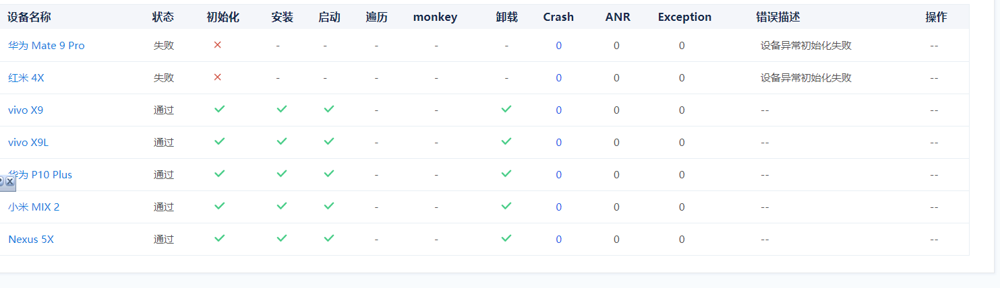 设备名称 状态 初始化 安装 启动 遍历 monkey 卸载 Crash ANR Exception 错误描述 操作
华为 Mate 9 Pro 失败 - - - - - 0 0 0 设备异常初始化失败 --
红米 4X 失败 - - - - - 0 0 0 设备异常初始化失败 --
vivo X9 通过 - - 0 0 0 -- --
vivo X9L 通过 - - 0 0 0 -- --
华为 P10 Plus 通过 - - 0 0 0 -- --
小米 MIX 2 通过 - - 0 0 0 -- --
Nexus 5X 通过 - - 0 0 0 -- --